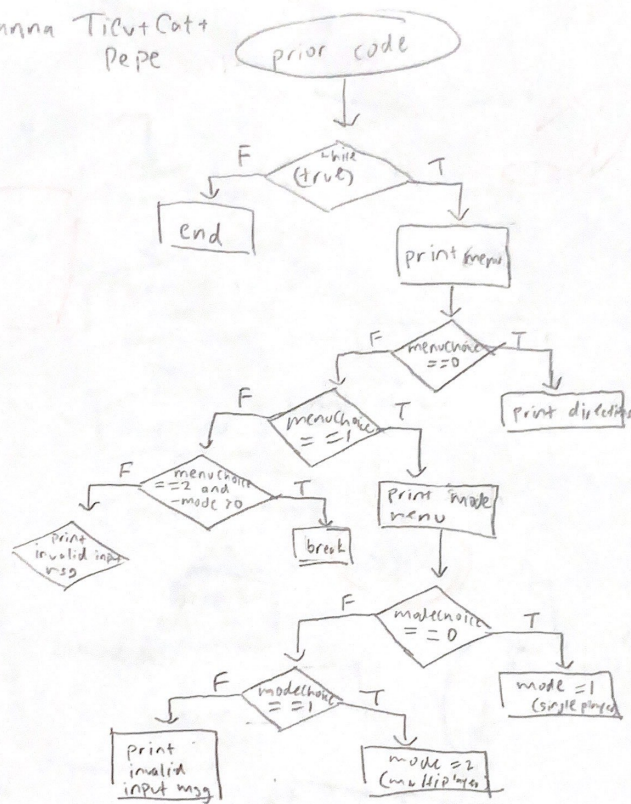 Ticu + Cat +
Pepe
prior code
while
(true)
F
T
end
print menu
F
T
menuChoice
==0
print directions
F
T
menuChoice
==1
F
T
menuchoice
==2 and
mode >0
print mode
menu
print
invalid input
msg
break
F
T
modechoice
==0
F
T
modechoice
==1
mode =1
(single player)
print
invalid
input msg
mode =2
(multiplayer)